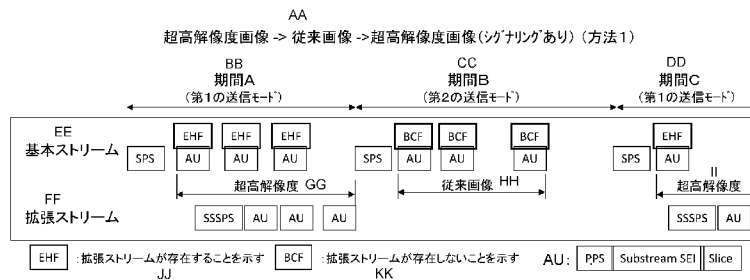 AA
超高解像度画像 -> 従来画像 ->超高解像度画像(シグナリングあり) (方法1)
BB CC DD
期間A 期間B 期間C
(第1の送信モード) (第2の送信モード) (第1の送信モード)
EE EHF EHF EHF BCF BCF BCF EHF
基本ストリーム SPS AU AU AU SPS AU AU AU SPS AU
超高解像度 GG 従来画像 HH II 超高解像度
FF
拡張ストリーム SSSPS AU AU AU SSSPS AU
EHF :拡張ストリームが存在することを示す BCF :拡張ストリームが存在しないことを示す AU: PPS Substream SEI Slice
JJ KK